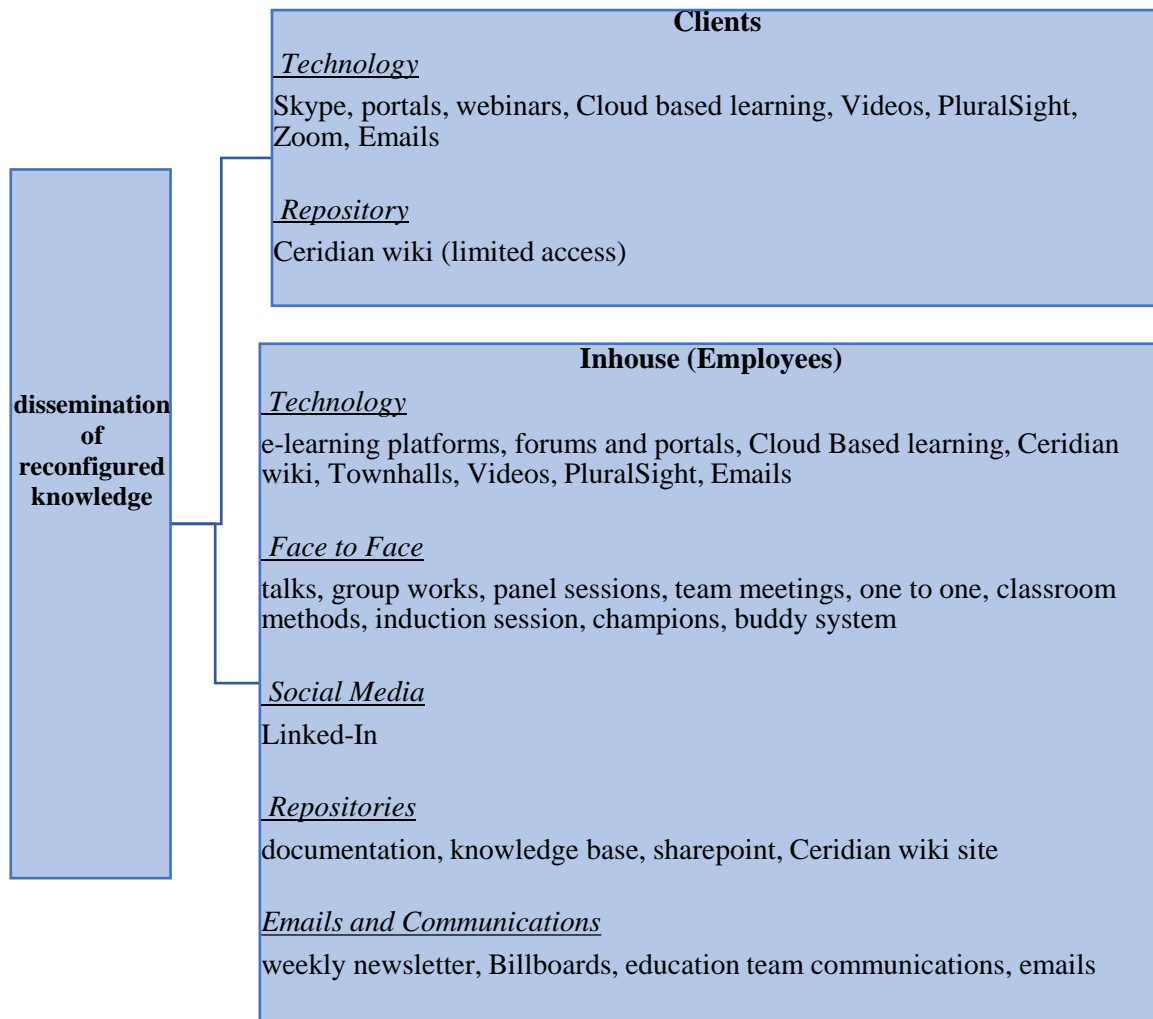 Clients
Technology
Skype, portals, webinars, Cloud based learning, Videos, PluralSight,
Zoom, Emails
Repository
Ceridian wiki (limited access)
dissemination
of
reconfigured
knowledge
Inhouse (Employees)
Technology
e-learning platforms, forums and portals, Cloud Based learning, Ceridian
wiki, Townhalls, Videos, PluralSight, Emails
Face to Face
talks, group works, panel sessions, team meetings, one to one, classroom
methods, induction session, champions, buddy system
Social Media
Linked-In
Repositories
documentation, knowledge base, sharepoint, Ceridian wiki site
Emails and Communications
weekly newsletter, Billboards, education team communications, emails